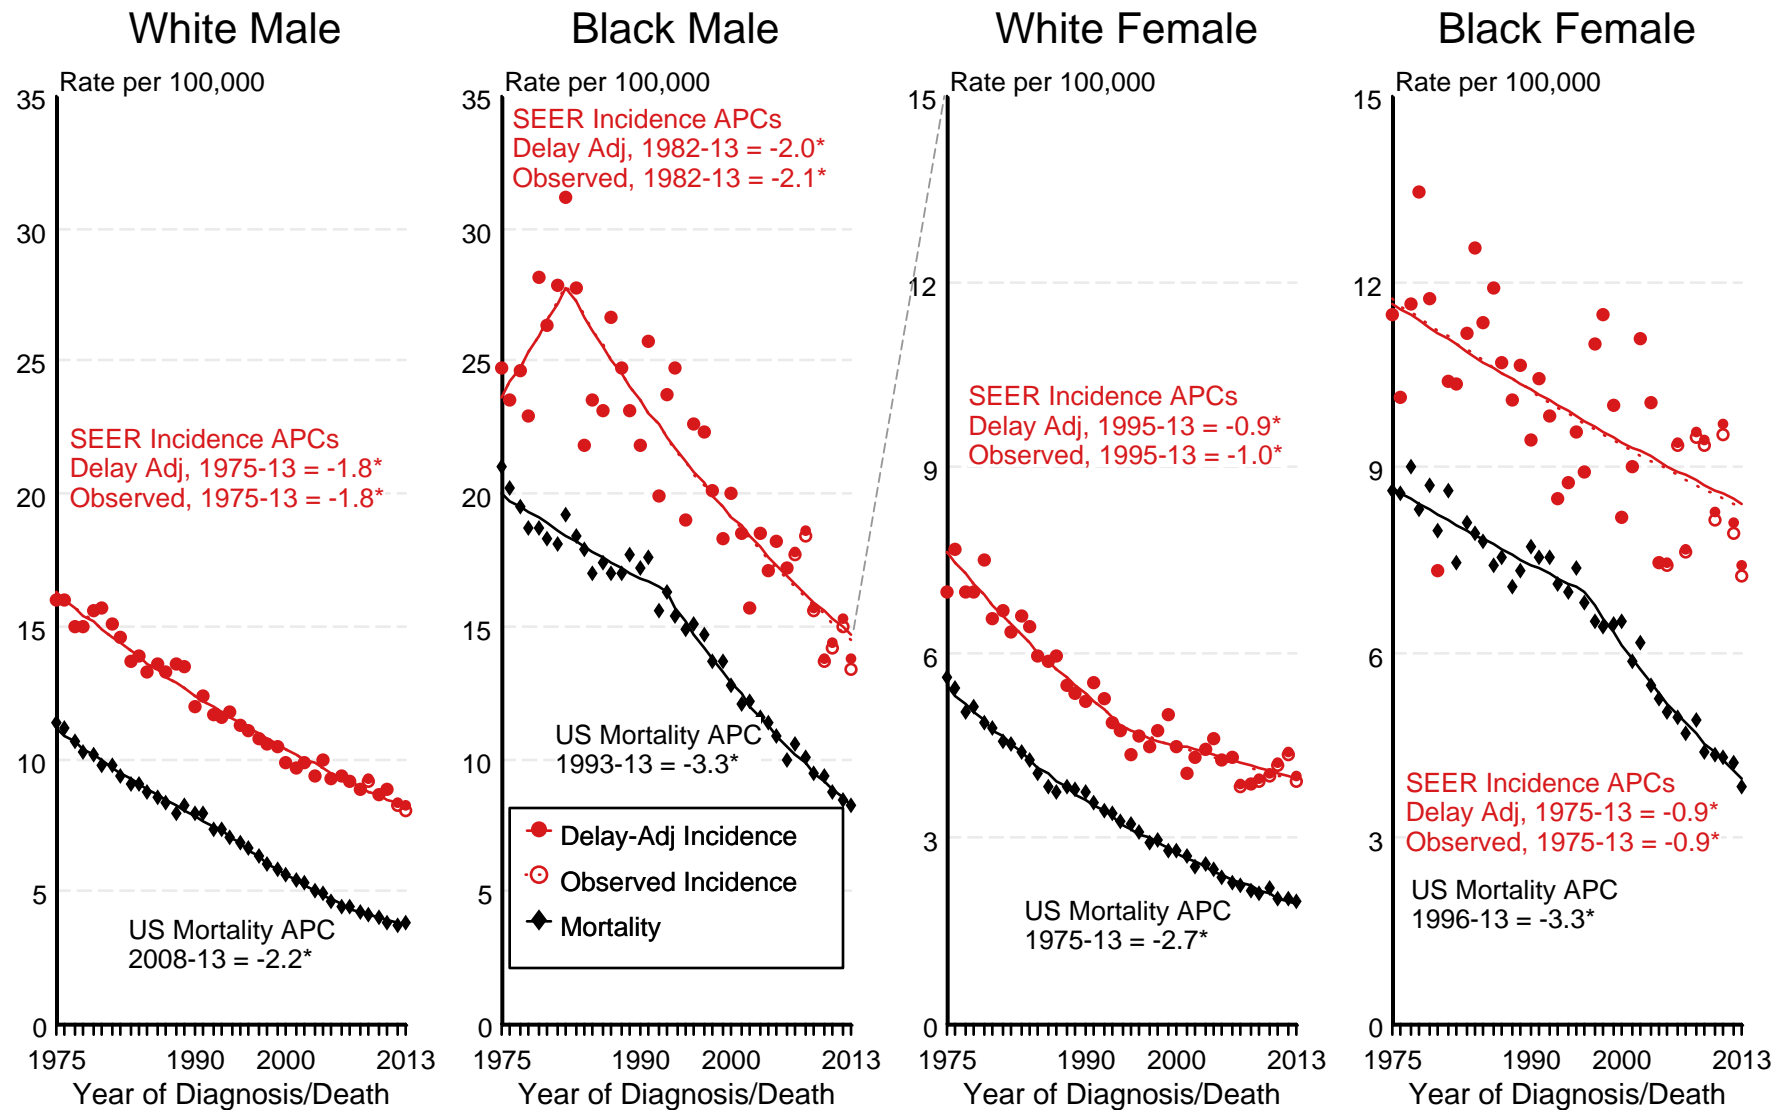 White Male
Rate per 100,000
35
30
25
20
15
10
5
0
SEER Incidence APCs
Delay Adj, 1975-13 = -1.8*
Observed, 1975-13 = -1.8*
US Mortality APC
2008-13 = -2.2*
1975 1990 2000 2013
Year of Diagnosis/Death
Black Male
Rate per 100,000
35
30
25
20
15
10
5
0
SEER Incidence APCs
Delay Adj, 1982-13 = -2.0*
Observed, 1982-13 = -2.1*
US Mortality APC
1993-13 = -3.3*
Delay-Adj Incidence
Observed Incidence
Mortality
1975 2000 2013
Year of Diagnosis/Death
White Female
Rate per 100,000
15
12
9
6
3
0
SEER Incidence APCs
Delay Adj, 1995-13 = -0.9*
Observed, 1995-13 = -1.0*
US Mortality APC
1975-13 = -2.7*
1975 1990 2000 2013
Year of Diagnosis/Death
Black Female
Rate per 100,000
15
12
9
6
3
0
SEER Incidence APCs
Delay Adj, 1975-13 = -0.9*
Observed, 1975-13 = -0.9*
US Mortality APC
1996-13 = -3.3*
1975 1990 2000 2013
Year of Diagnosis/Death